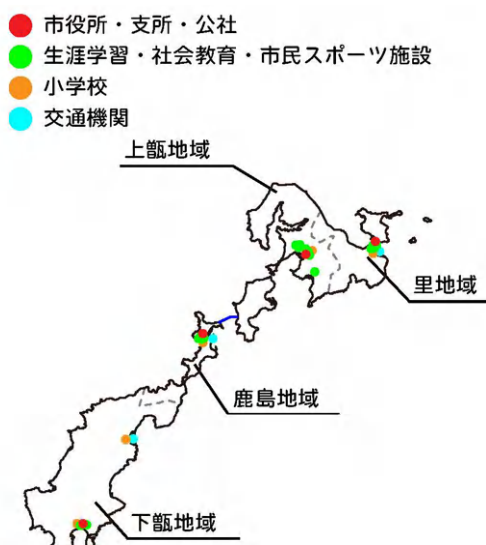 市役所・支所・公社
生涯学習・社会教育・市民スポーツ施設
小学校
交通機関
上甑地域
里地域
鹿島地域
下甑地域